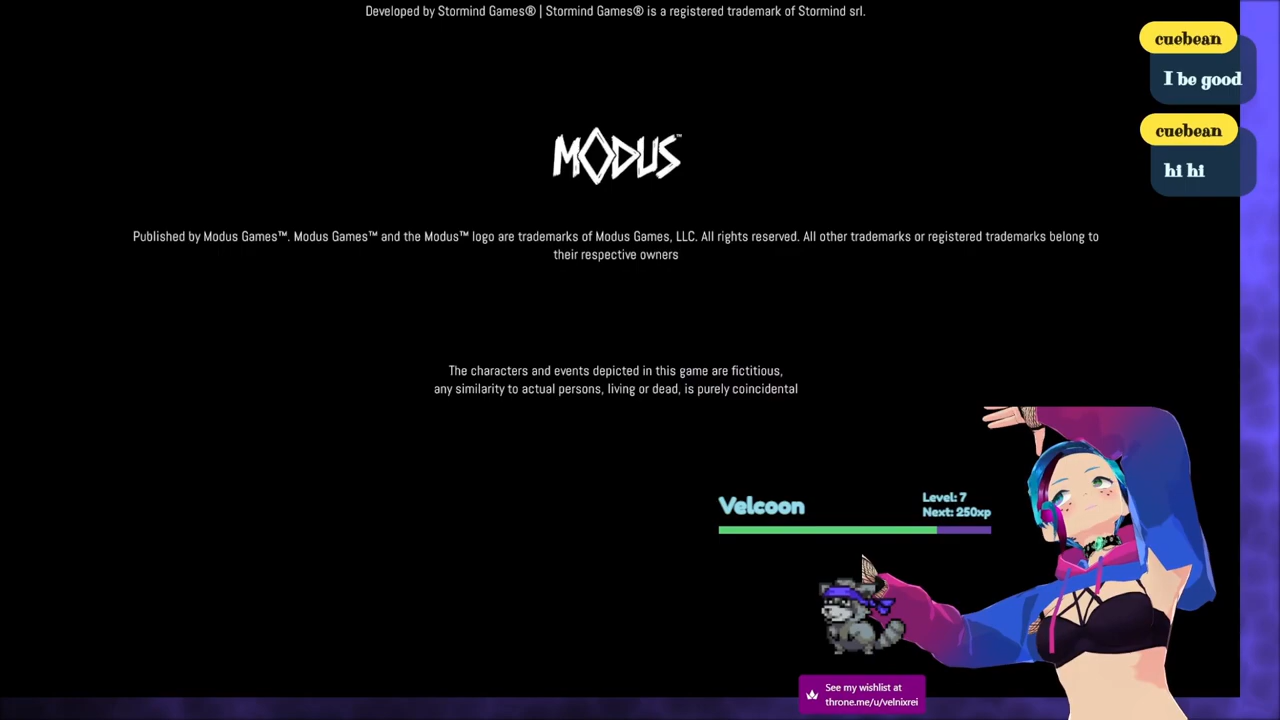 Developed by Stormind Games® | Stormind Games® is a registered trademark of Stormind srl.
cuebean
I be good
cuebean
hi hi
MODUS™
Published by Modus Games™. Modus Games™ and the Modus™ logo are trademarks of Modus Games, LLC. All rights reserved. All other trademarks or registered trademarks belong to
their respective owners
The characters and events depicted in this game are fictitious,
any similarity to actual persons, living or dead, is purely coincidental
Velcoon
Level: 7
Next: 250xp
See my wishlist at
throne.me/u/velnixrei